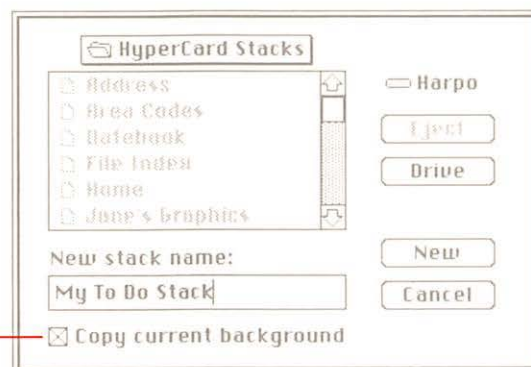 HyperCard Stacks
Address
Area Codes
Datebook
File Index
Home
Jane's Graphics
Harpo
Eject
Drive
New stack name:
My To Do Stack
New
Cancel
Copy current background